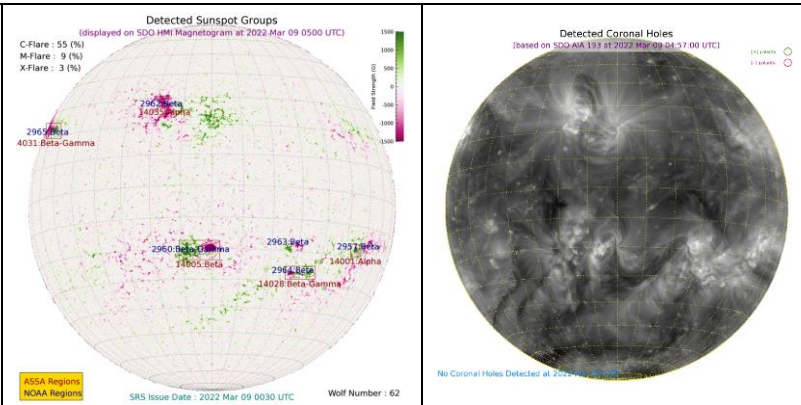 Detected Sunspot Groups
(displayed on SDO HMI Magnetogram at 2022 Mar 09 0500 UTC)
C-Flare : 55 (%)
M-Flare : 9 (%)
X-Flare : 3 (%)
1500
1000
500
0
-500
-1000
-1500
Field Strength (G)
2962:Beta
14035:Alpha
2965:Beta
4031:Beta-Gamma
2960:Beta-Gamma
14005:Beta
2963:Beta
2957:Beta
14001:Alpha
2964:Beta
14028:Beta-Gamma
ASSA Regions
NOAA Regions
SRS Issue Date : 2022 Mar 09 0030 UTC
Wolf Number : 62
Detected Coronal Holes
(based on SDO AIA 193 at 2022 Mar 09 04:57:00 UTC)
[+] polarity
[-] polarity
No Coronal Holes Detected at